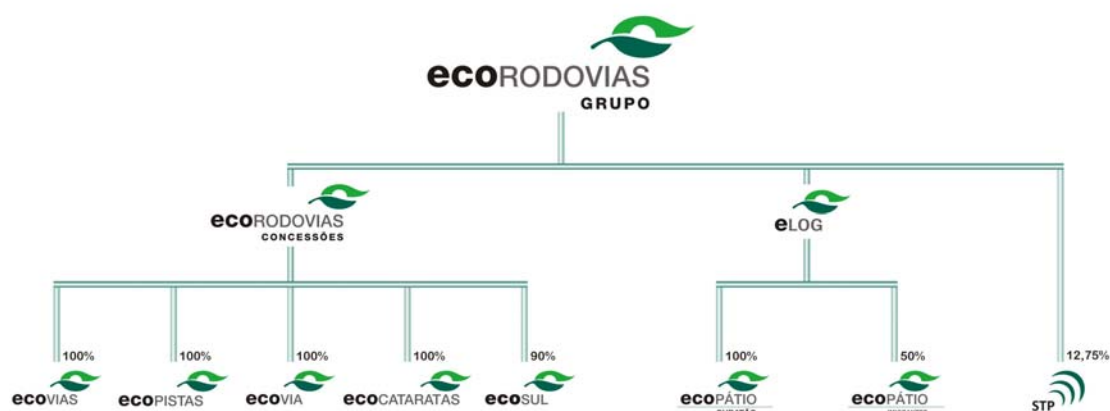 ecoRODOVIAS
GRUPO
ecoRODOVIAS
CONCESSÕES
eLOG
100%
100%
100%
100%
90%
100%
50%
12,75%
ecoVIAS
ecoPISTAS
ecoVIA
ecoCATARATAS
ecoSUL
ecoPÁTIO
ecoPÁTIO
STP